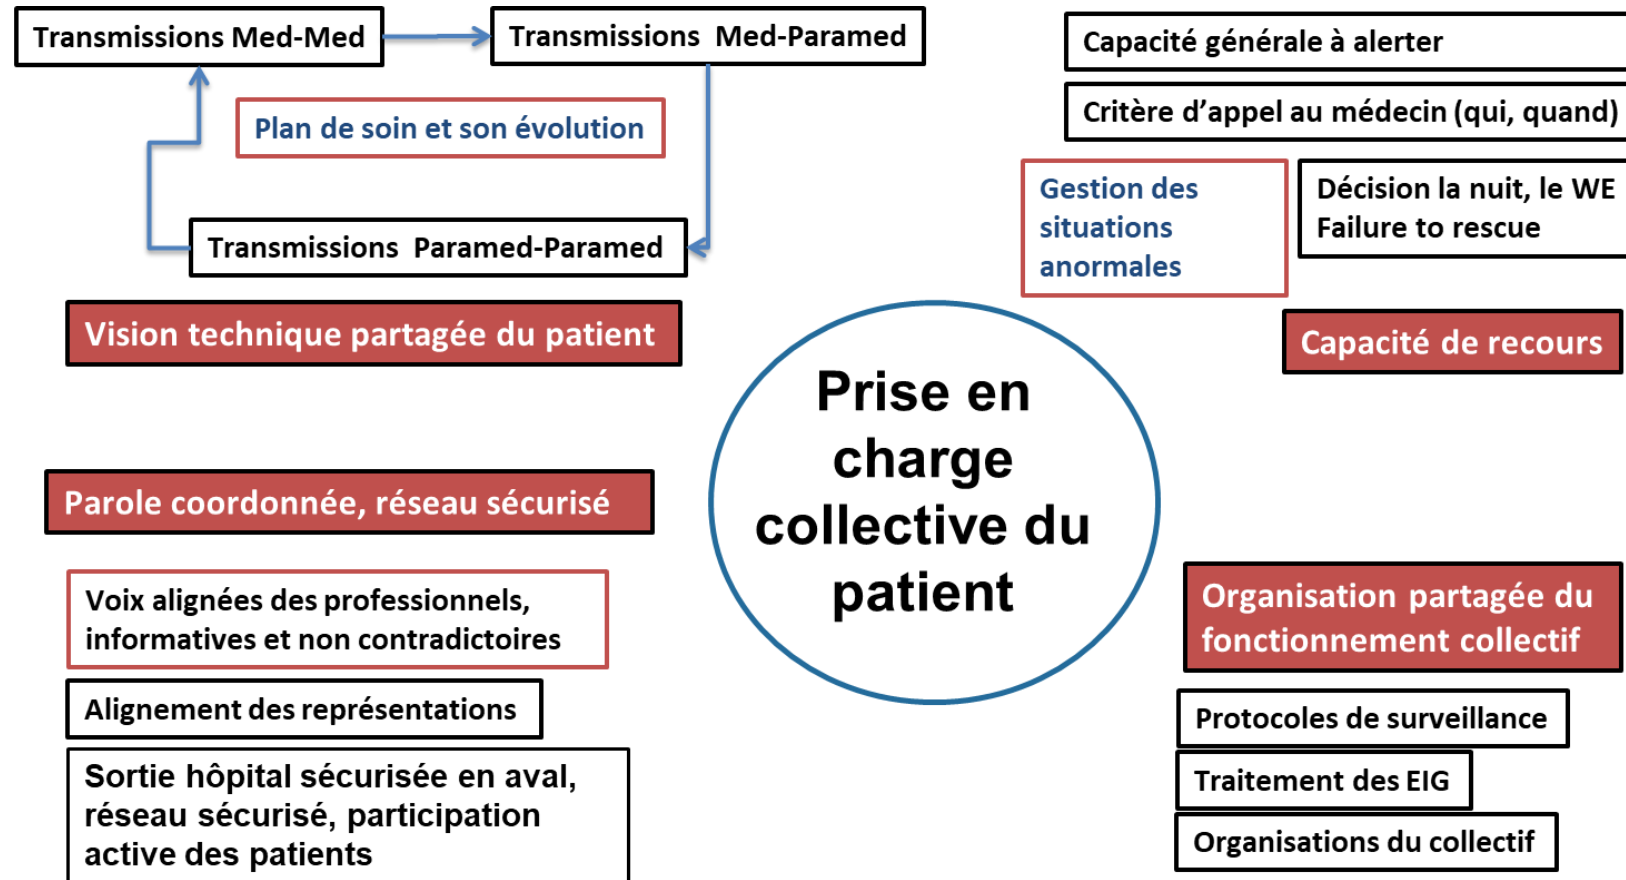 Transmissions Med-Med
Transmissions Med-Paramed
Plan de soin et son évolution
Transmissions Paramed-Paramed
Vision technique partagée du patient
Capacité générale à alerter
Critère d’appel au médecin (qui, quand)
Gestion des
situations
anormales
Décision la nuit, le WE
Failure to rescue
Capacité de recours
Prise en
charge
collective du
patient
Parole coordonnée, réseau sécurisé
Voix alignées des professionnels,
informatives et non contradictoires
Alignement des représentations
Sortie hôpital sécurisée en aval,
réseau sécurisé, participation
active des patients
Organisation partagée du
fonctionnement collectif
Protocoles de surveillance
Traitement des EIG
Organisations du collectif